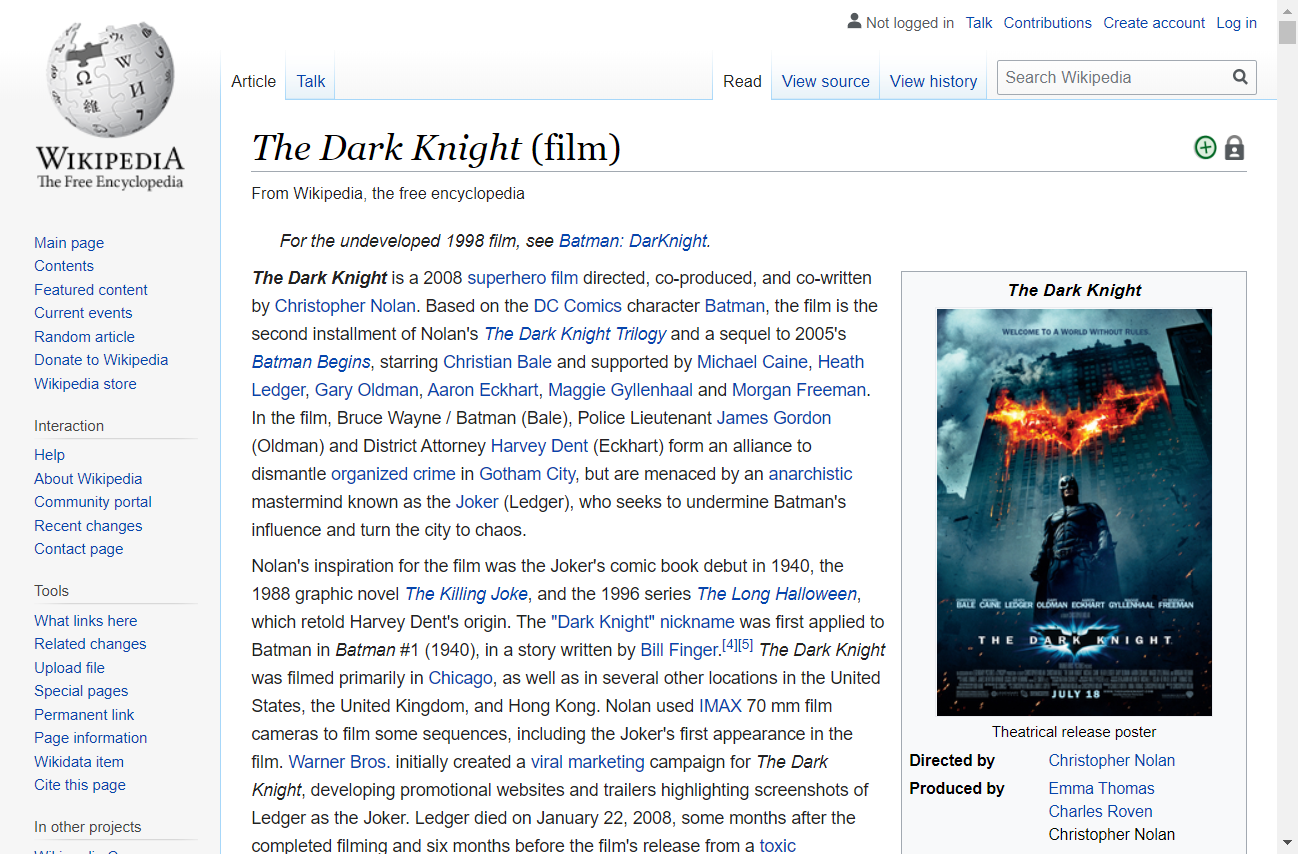 Not logged in Talk Contributions Create account Log in
Article Talk Read View source View history Search Wikipedia
WIKIPEDIA
The Free Encyclopedia
The Dark Knight (film)
From Wikipedia, the free encyclopedia
For the undeveloped 1998 film, see Batman: DarKnight.
Main page
Contents
Featured content
Current events
Random article
Donate to Wikipedia
Wikipedia store
Interaction
Help
About Wikipedia
Community portal
Recent changes
Contact page
Tools
What links here
Related changes
Upload file
Special pages
Permanent link
Page information
Wikidata item
Cite this page
In other projects
The Dark Knight is a 2008 superhero film directed, co-produced, and co-written
by Christopher Nolan. Based on the DC Comics character Batman, the film is the
second installment of Nolan's The Dark Knight Trilogy and a sequel to 2005's
Batman Begins, starring Christian Bale and supported by Michael Caine, Heath
Ledger, Gary Oldman, Aaron Eckhart, Maggie Gyllenhaal and Morgan Freeman.
In the film, Bruce Wayne / Batman (Bale), Police Lieutenant James Gordon
(Oldman) and District Attorney Harvey Dent (Eckhart) form an alliance to
dismantle organized crime in Gotham City, but are menaced by an anarchistic
mastermind known as the Joker (Ledger), who seeks to undermine Batman's
influence and turn the city to chaos.
Nolan's inspiration for the film was the Joker's comic book debut in 1940, the
1988 graphic novel The Killing Joke, and the 1996 series The Long Halloween,
which retold Harvey Dent's origin. The "Dark Knight" nickname was first applied to
Batman in Batman #1 (1940), in a story written by Bill Finger.[4][5] The Dark Knight
was filmed primarily in Chicago, as well as in several other locations in the United
States, the United Kingdom, and Hong Kong. Nolan used IMAX 70 mm film
cameras to film some sequences, including the Joker's first appearance in the
film. Warner Bros. initially created a viral marketing campaign for The Dark
Knight, developing promotional websites and trailers highlighting screenshots of
Ledger as the Joker. Ledger died on January 22, 2008, some months after the
completed filming and six months before the film's release from a toxic
The Dark Knight
WELCOME TO A WORLD WITHOUT RULES.
BALE CAINE LEDGER OLDMAN ECKHART GYLLENHAAL FREEMAN
THE DARK KNIGHT
JULY 18
Theatrical release poster
Directed by Christopher Nolan
Produced by Emma Thomas
Charles Roven
Christopher Nolan